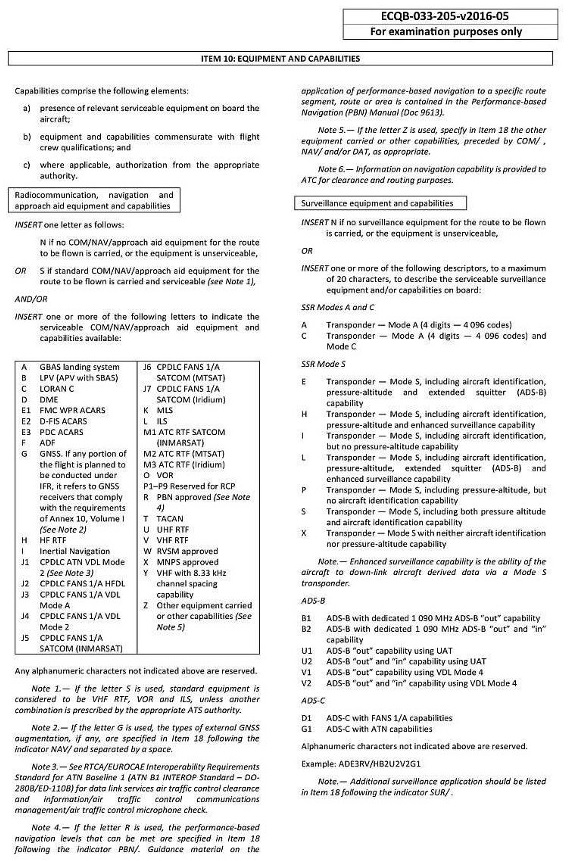 ECQB-033-205-v2016-05
For examination purposes only
ITEM 10: EQUIPMENT AND CAPABILITIES
Capabilities comprise the following elements:
a) presence of relevant serviceable equipment on board the
aircraft;
b) equipment and capabilities commensurate with flight
crew qualifications; and
c) where applicable, authorization from the appropriate
authority.
Radiocommunication, navigation and
approach aid equipment and capabilities
INSERT one letter as follows:
N if no COM/NAV/approach aid equipment for the route
to be flown is carried, or the equipment is unserviceable,
OR S if standard COM/NAV/approach aid equipment for the
route to be flown is carried and serviceable (see Note 1),
AND/OR
INSERT one or more of the following letters to indicate the
serviceable COM/NAV/approach aid equipment and
capabilities available:
A GBAS landing system
B LPV (APV with SBAS)
C LORAN C
D DME
E1 FMC WPR ACARS
E2 D-FIS ACARS
E3 PDC ACARS
F ADF
G GNSS. If any portion of
the flight is planned to
be conducted under
IFR, it refers to GNSS
receivers that comply
with the requirements
of Annex 10, Volume I
(See Note 2)
H HF RTF
I Inertial Navigation
J1 CPDLC ATN VDL Mode
2 (See Note 3)
J2 CPDLC FANS 1/A HFDL
J3 CPDLC FANS 1/A VDL
Mode A
J4 CPDLC FANS 1/A VDL
Mode 2
J5 CPDLC FANS 1/A
SATCOM (INMARSAT)
J6 CPDLC FANS 1/A
SATCOM (MTSAT)
J7 CPDLC FANS 1/A
SATCOM (Iridium)
K MLS
L ILS
M1 ATC RTF SATCOM
(INMARSAT)
M2 ATC RTF (MTSAT)
M3 ATC RTF (Iridium)
O VOR
P1–P9 Reserved for RCP
R PBN approved (See Note
4)
T TACAN
U UHF RTF
V VHF RTF
W RVSM approved
X MNPS approved
Y VHF with 8.33 kHz
channel spacing
capability
Z Other equipment carried
or other capabilities (See
Note 5)
Any alphanumeric characters not indicated above are reserved.
Note 1.— If the letter S is used, standard equipment is
considered to be VHF RTF, VOR and ILS, unless another
combination is prescribed by the appropriate ATS authority.
Note 2.— If the letter G is used, the types of external GNSS
augmentation, if any, are specified in Item 18 following the
indicator NAV/ and separated by a space.
Note 3.— See RTCA/EUROCAE Interoperability Requirements
Standard for ATN Baseline 1 (ATN B1 INTEROP Standard – DO-
280B/ED-110B) for data link services air traffic control clearance
and information/air traffic control communications
management/air traffic control microphone check.
Note 4.— If the letter R is used, the performance-based
navigation levels that can be met are specified in Item 18
following the indicator PBN/. Guidance material on the
application of performance-based navigation to a specific route
segment, route or area is contained in the Performance-based
Navigation (PBN) Manual (Doc 9613).
Note 5.— If the letter Z is used, specify in Item 18 the other
equipment carried or other capabilities, preceded by COM/ ,
NAV/ and/or DAT, as appropriate.
Note 6.— Information on navigation capability is provided to
ATC for clearance and routing purposes.
Surveillance equipment and capabilities
INSERT N if no surveillance equipment for the route to be flown
is carried, or the equipment is unserviceable,
OR
INSERT one or more of the following descriptors, to a maximum
of 20 characters, to describe the serviceable surveillance
equipment and/or capabilities on board:
SSR Modes A and C
A Transponder — Mode A (4 digits — 4 096 codes)
C Transponder — Mode A (4 digits — 4 096 codes) and
Mode C
SSR Mode S
E Transponder — Mode S, including aircraft identification,
pressure-altitude and extended squitter (ADS-B)
capability
H Transponder — Mode S, including aircraft identification,
pressure-altitude and enhanced surveillance capability
I Transponder — Mode S, including aircraft identification,
but no pressure-altitude capability
L Transponder — Mode S, including aircraft identification,
pressure-altitude, extended squitter (ADS-B) and
enhanced surveillance capability
P Transponder — Mode S, including pressure-altitude, but
no aircraft identification capability
S Transponder — Mode S, including both pressure altitude
and aircraft identification capability
X Transponder — Mode S with neither aircraft identification
nor pressure-altitude capability
Note.— Enhanced surveillance capability is the ability of the
aircraft to down-link aircraft derived data via a Mode S
transponder.
ADS-B
B1 ADS-B with dedicated 1 090 MHz ADS-B "out" capability
B2 ADS-B with dedicated 1 090 MHz ADS-B "out" and "in"
capability
U1 ADS-B "out" capability using UAT
U2 ADS-B "out" and "in" capability using UAT
V1 ADS-B "out" capability using VDL Mode 4
V2 ADS-B "out" and "in" capability using VDL Mode 4
ADS-C
D1 ADS-C with FANS 1/A capabilities
G1 ADS-C with ATN capabilities
Alphanumeric characters not indicated above are reserved.
Example: ADE3RV/HB2U2V2G1
Note.— Additional surveillance application should be listed
in Item 18 following the indicator SUR/ .